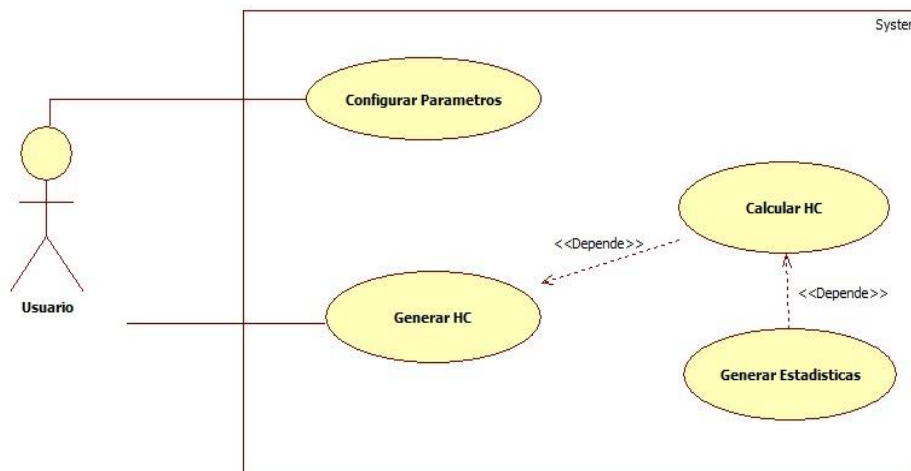 Syster
Configurar Parametros
Calcular HC
<<Depende>>
Usuario
Generar HC
<<Depende>>
Generar Estadisticas